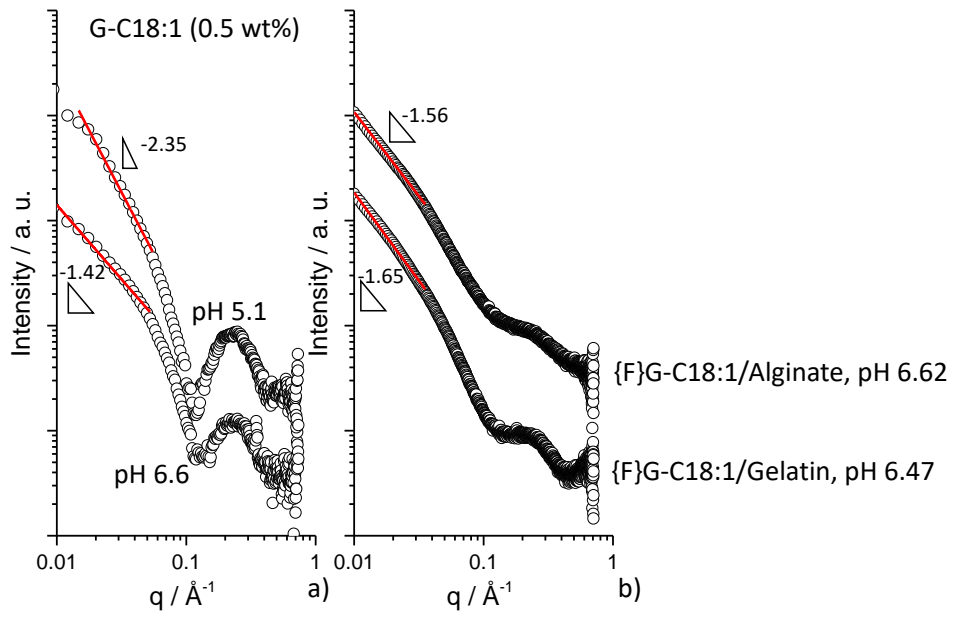 G-C18:1 (0.5 wt%)
-2.35
-1.42
pH 5.1
pH 6.6
Intensity / a. u.
0.01
0.1
1
q / Å-1
a)
-1.56
-1.65
Intensity / a. u.
{F}G-C18:1/Alginate, pH 6.62
{F}G-C18:1/Gelatin, pH 6.47
0.01
0.1
1
q / Å-1
b)